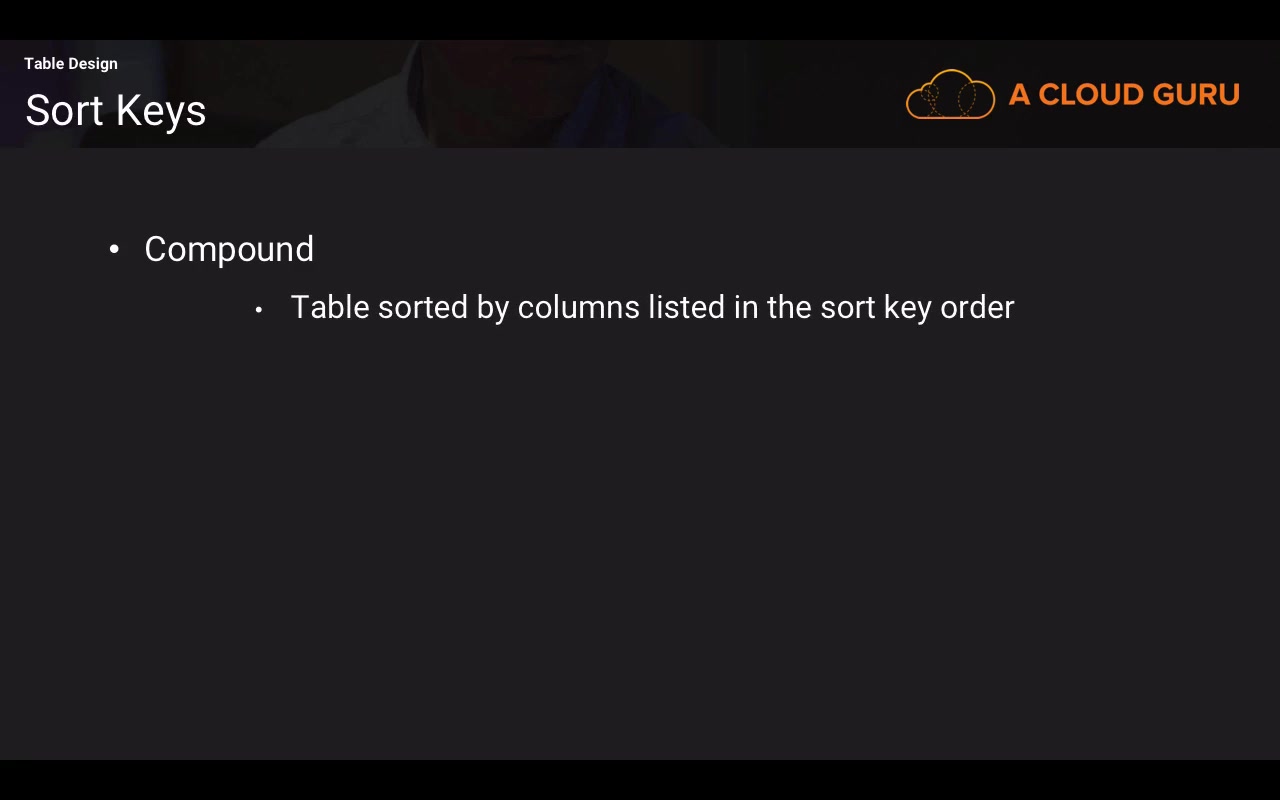 Table Design
Sort Keys
A CLOUD GURU
• Compound
• Table sorted by columns listed in the sort key order